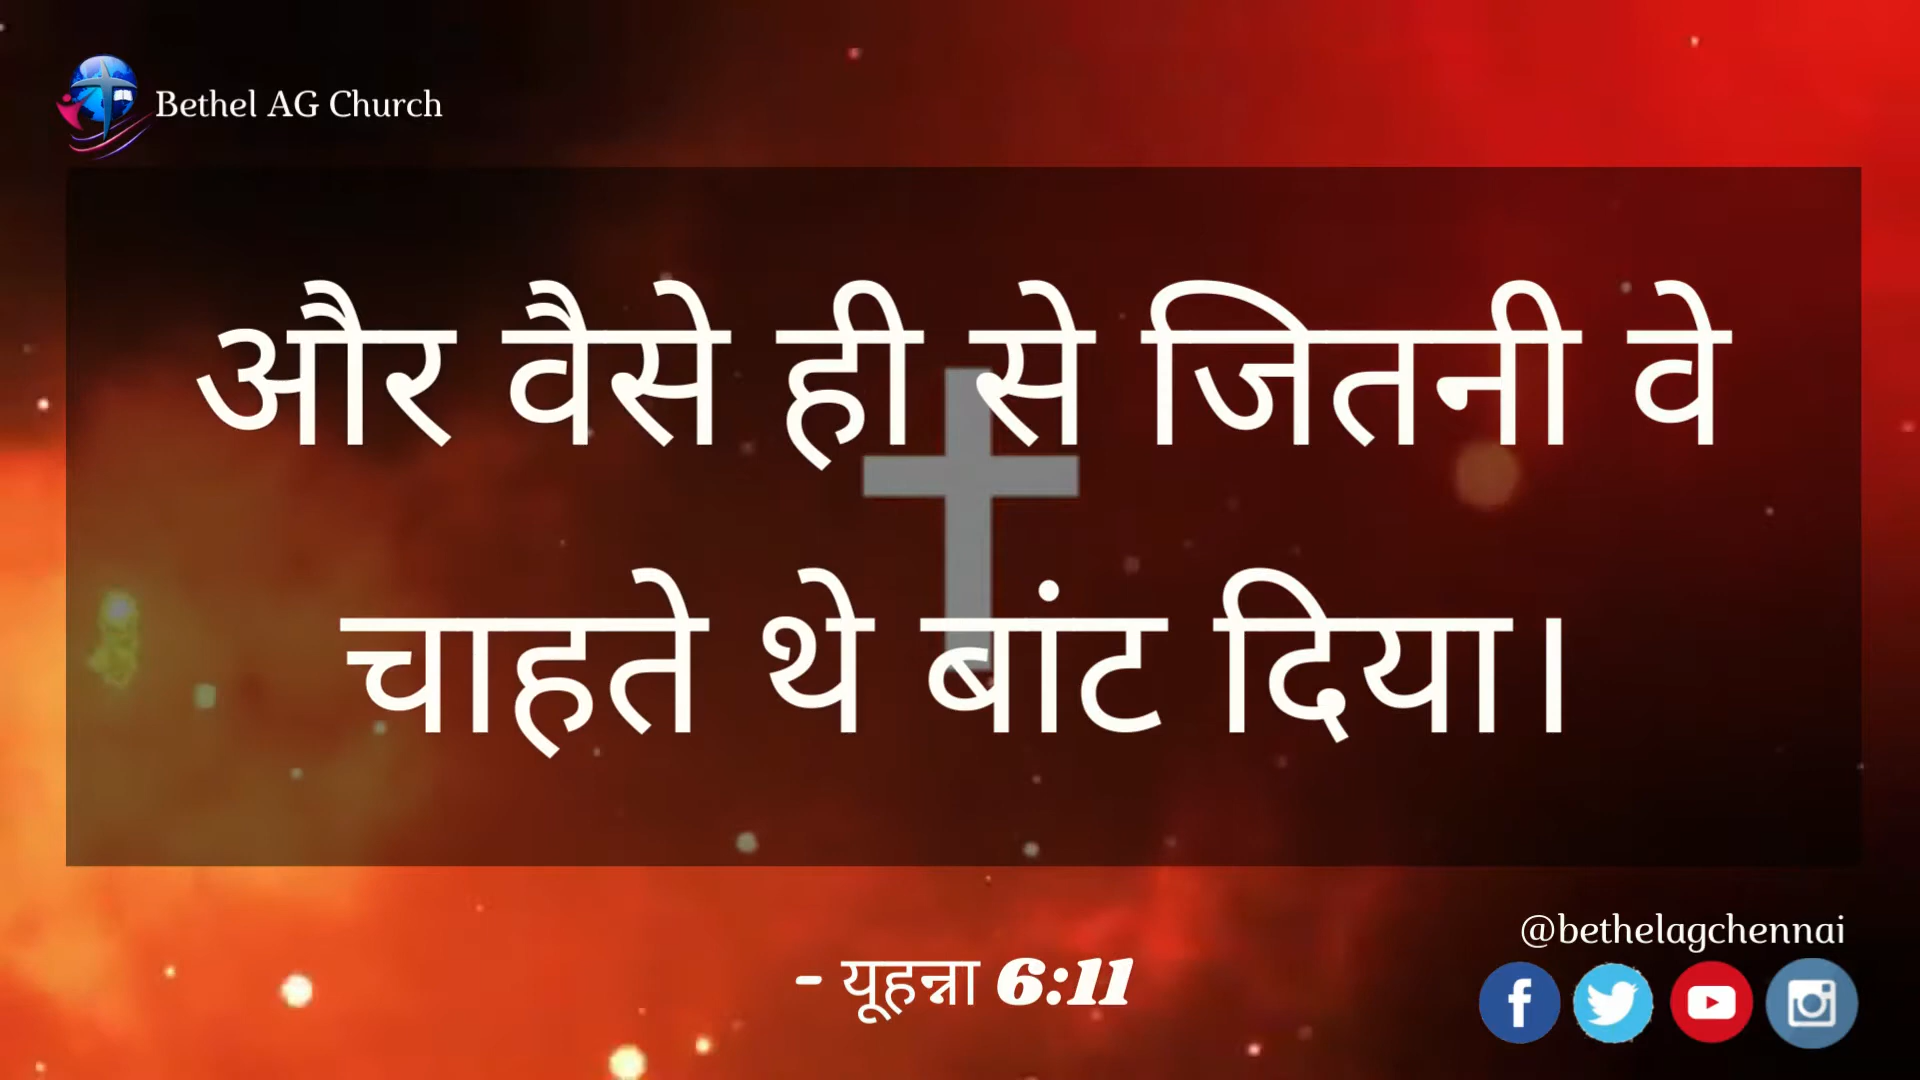 Bethel AG Church
और वैसे ही से जितनी वे
चाहते थे बांट दिया।
- यूहन्ना 6:11
@bethelagchennai